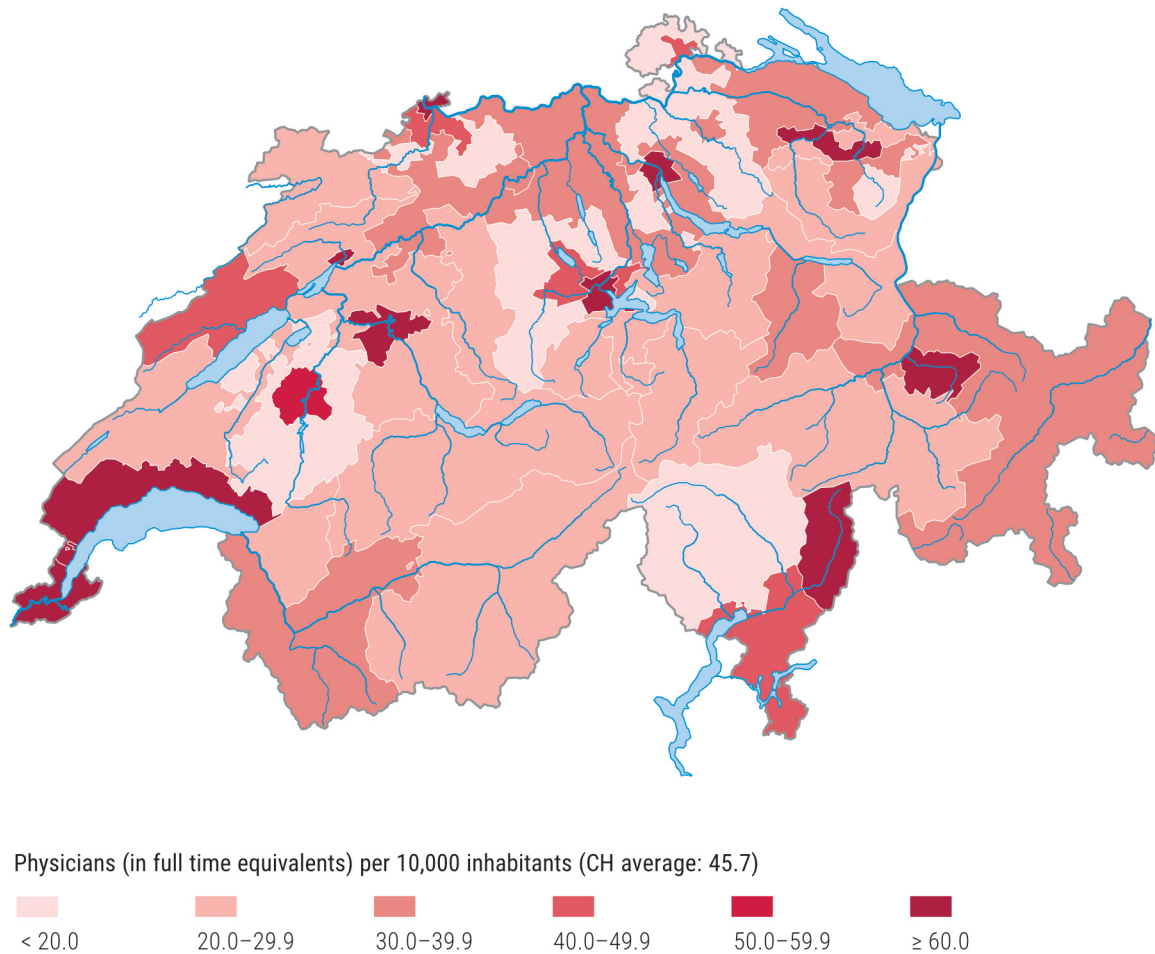 Physicians (in full time equivalents) per 10,000 inhabitants (CH average: 45.7)
< 20.0 20.0–29.9 30.0–39.9 40.0–49.9 50.0–59.9 ≥ 60.0